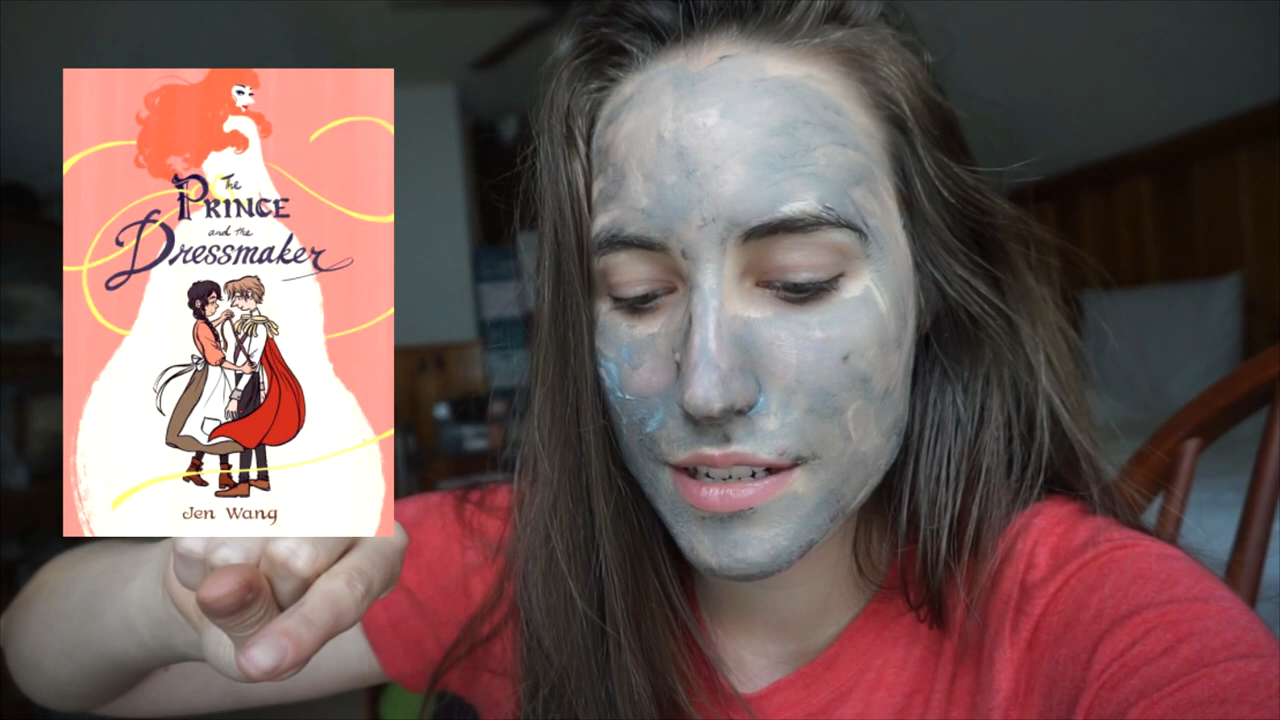 The
PRINCE
and the
Dressmaker
Jen Wang